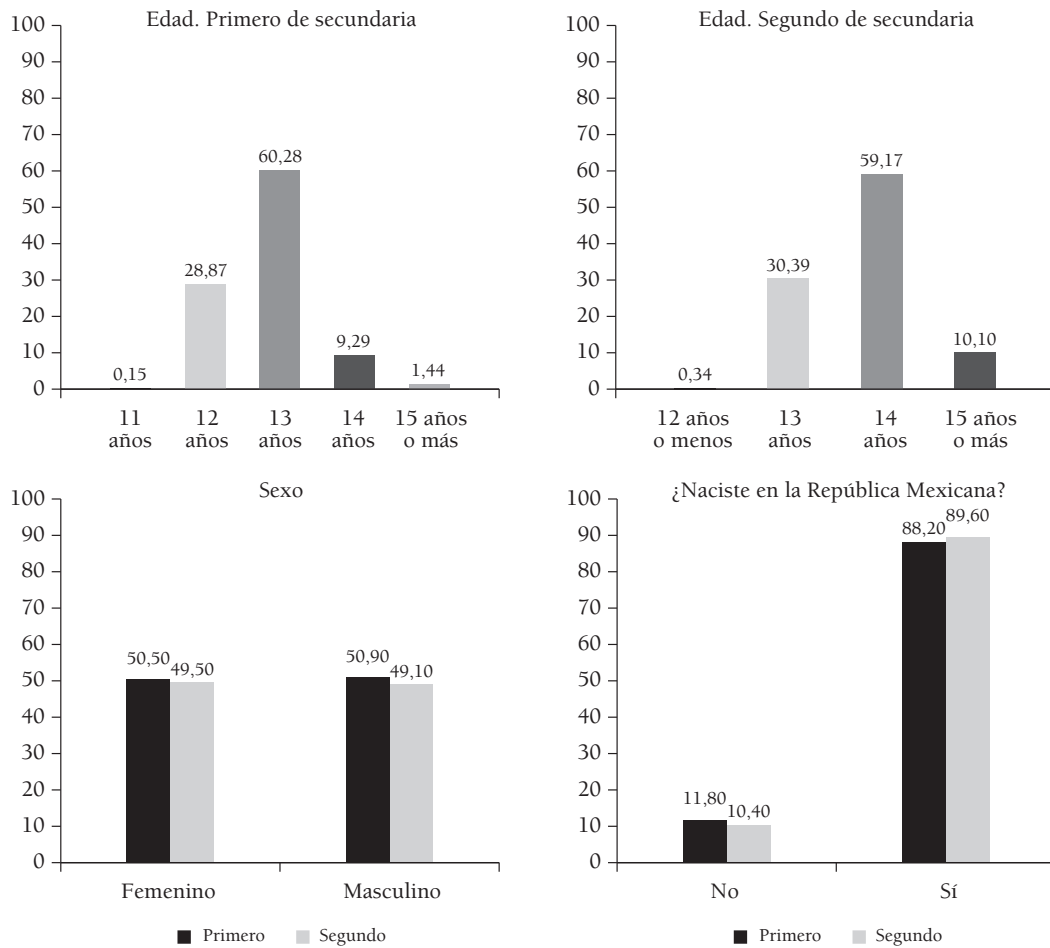 Edad. Primero de secundaria
100
90
80
70
60
50
40
30
20
10
0
0,15
28,87
60,28
9,29
1,44
11 años
12 años
13 años
14 años
15 años o más
Edad. Segundo de secundaria
100
90
80
70
60
50
40
30
20
10
0
0,34
30,39
59,17
10,10
12 años o menos
13 años
14 años
15 años o más
Sexo
100
90
80
70
60
50
40
30
20
10
0
50,50
49,50
50,90
49,10
Femenino
Masculino
Primero
Segundo
¿Naciste en la República Mexicana?
100
90
80
70
60
50
40
30
20
10
0
11,80
10,40
88,20
89,60
No
Sí
Primero
Segundo